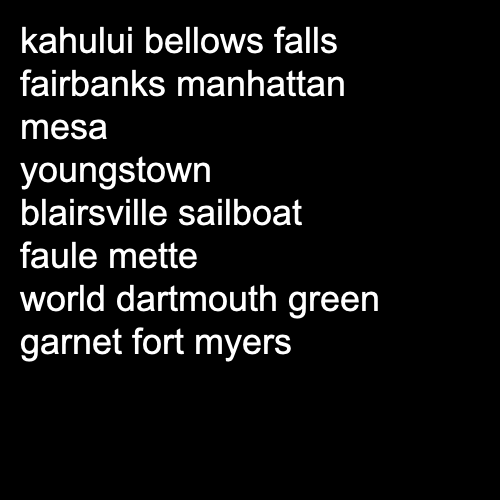 kahului bellows falls
fairbanks manhattan
mesa
youngstown
blairsville sailboat
faule mette
world dartmouth green
garnet fort myers